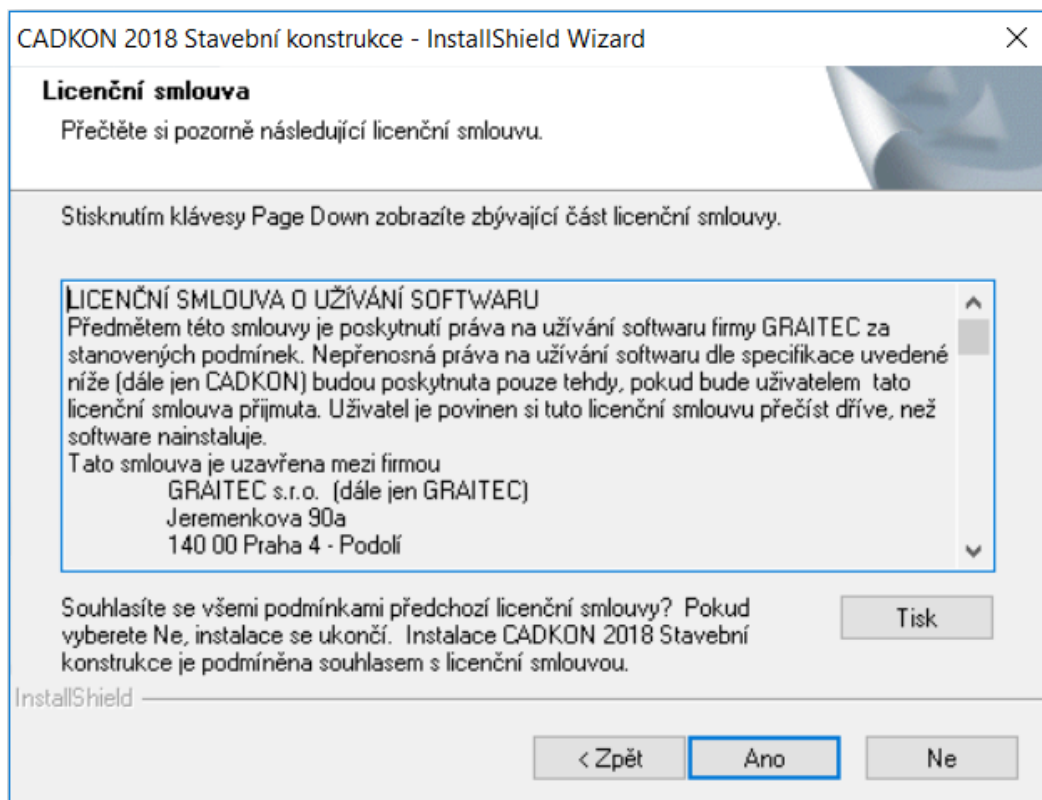 CADKON 2018 Stavební konstrukce - InstallShield Wizard
Licenční smlouva
Přečtěte si pozorně následující licenční smlouvu.
Stisknutím klávesy Page Down zobrazíte zbývající část licenční smlouvy.
LICENČNÍ SMLOUVA O UŽÍVÁNÍ SOFTWARU
Předmětem této smlouvy je poskytnutí práva na užívání softwaru firmy GRAITEC za
stanovených podmínek. Nepřenosná práva na užívání softwaru dle specifikace uvedené
níže (dále jen CADKON) budou poskytnuta pouze tehdy, pokud bude uživatelem  tato
licenční smlouva přijmuta. Uživatel je povinen si tuto licenční smlouvu přečíst dříve, než
software nainstaluje.
Tato smlouva je uzavřena mezi firmou
GRAITEC s.r.o.  (dále jen GRAITEC)
Jeremenkova 90a
140 00 Praha 4 - Podolí
Souhlasíte se všemi podmínkami předchozí licenční smlouvy?  Pokud
vyberete Ne, instalace se ukončí.  Instalace CADKON 2018 Stavební
konstrukce je podmíněna souhlasem s licenční smlouvou.
Tisk
InstallShield
< Zpět
Ano
Ne